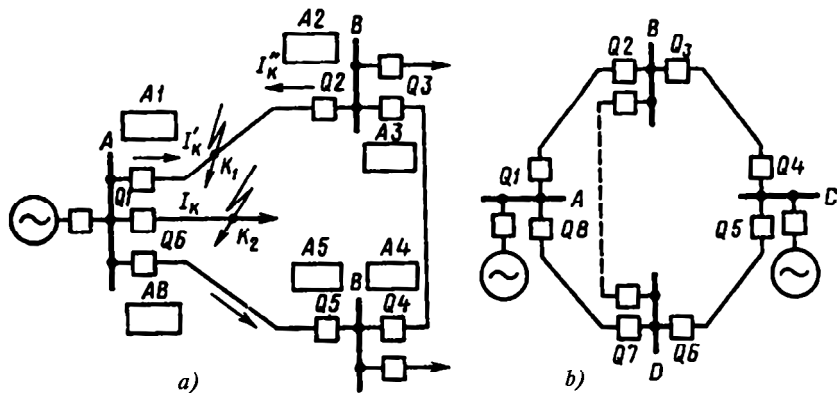 A2
B
I"к
Q2
Q3
A1
A
I'к
A3
Q1
K₁
Iк
Q6
K₂
A5
B
A4
Q5
Q4
AB
a)
B
Q2
Q3
Q1
Q4
A
C
Q8
Q5
Q7
Q6
D
b)